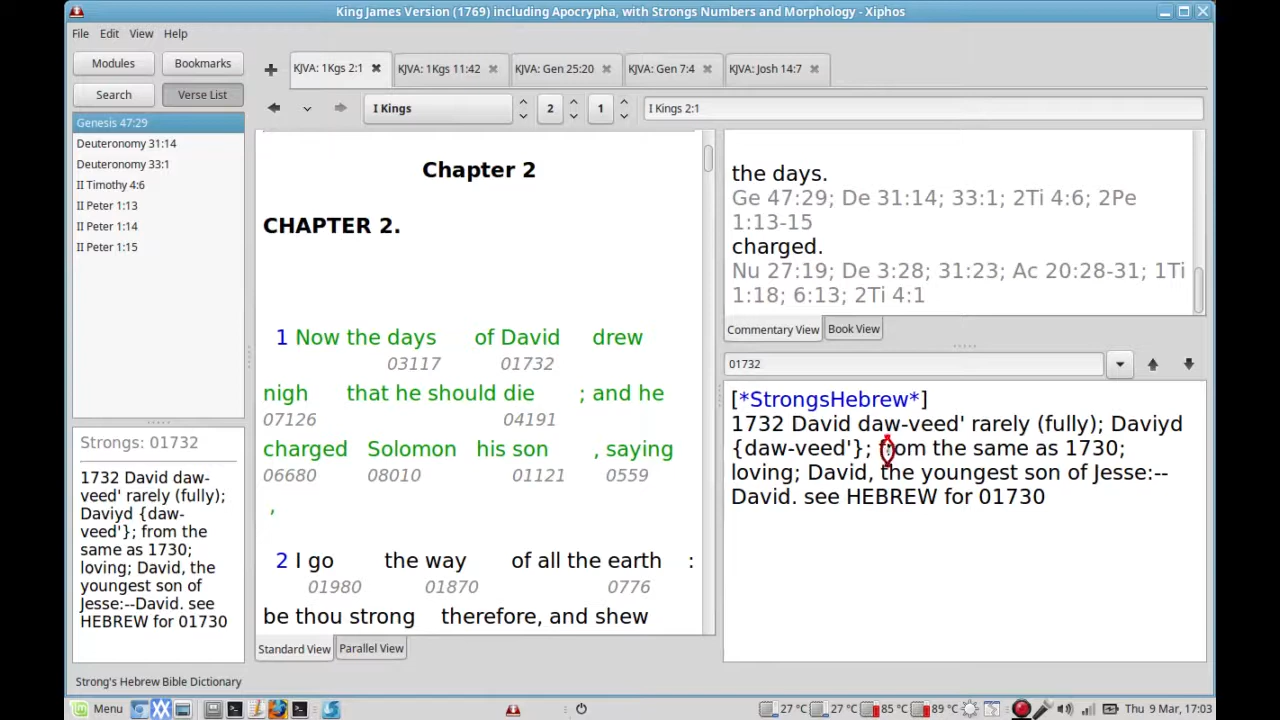 King James Version (1769) including Apocrypha, with Strongs Numbers and Morphology - Xiphos
File Edit View Help
Modules Bookmarks
Search Verse List
Genesis 47:29
Deuteronomy 31:14
Deuteronomy 33:1
II Timothy 4:6
II Peter 1:13
II Peter 1:14
II Peter 1:15
Strongs: 01732
1732 David daw-
veed' rarely (fully);
Daviyd {daw-
veed'}; from the
same as 1730;
loving; David, the
youngest son of
Jesse:--David. see
HEBREW for 01730
KJVA: 1Kgs 2:1 KJVA: 1Kgs 11:42 KJVA: Gen 25:20 KJVA: Gen 7:4 KJVA: Josh 14:7
I Kings 2 1 I Kings 2:1
Chapter 2
CHAPTER 2.
1 Now the days of David drew
03117 01732
nigh that he should die ; and he
07126 04191
charged Solomon his son , saying
06680 08010 01121 0559
,
2 I go the way of all the earth :
01980 01870 0776
be thou strong therefore, and shew
Standard View Parallel View
the days.
Ge 47:29; De 31:14; 33:1; 2Ti 4:6; 2Pe
1:13-15
charged.
Nu 27:19; De 3:28; 31:23; Ac 20:28-31; 1Ti
1:18; 6:13; 2Ti 4:1
Commentary View Book View
01732
[*StrongsHebrew*]
1732 David daw-veed' rarely (fully); Daviyd
{daw-veed'}; from the same as 1730;
loving; David, the youngest son of Jesse:--
David. see HEBREW for 01730
Strong's Hebrew Bible Dictionary
Menu 27 °C 27 °C 85 °C 89 °C Thu 9 Mar, 17:03